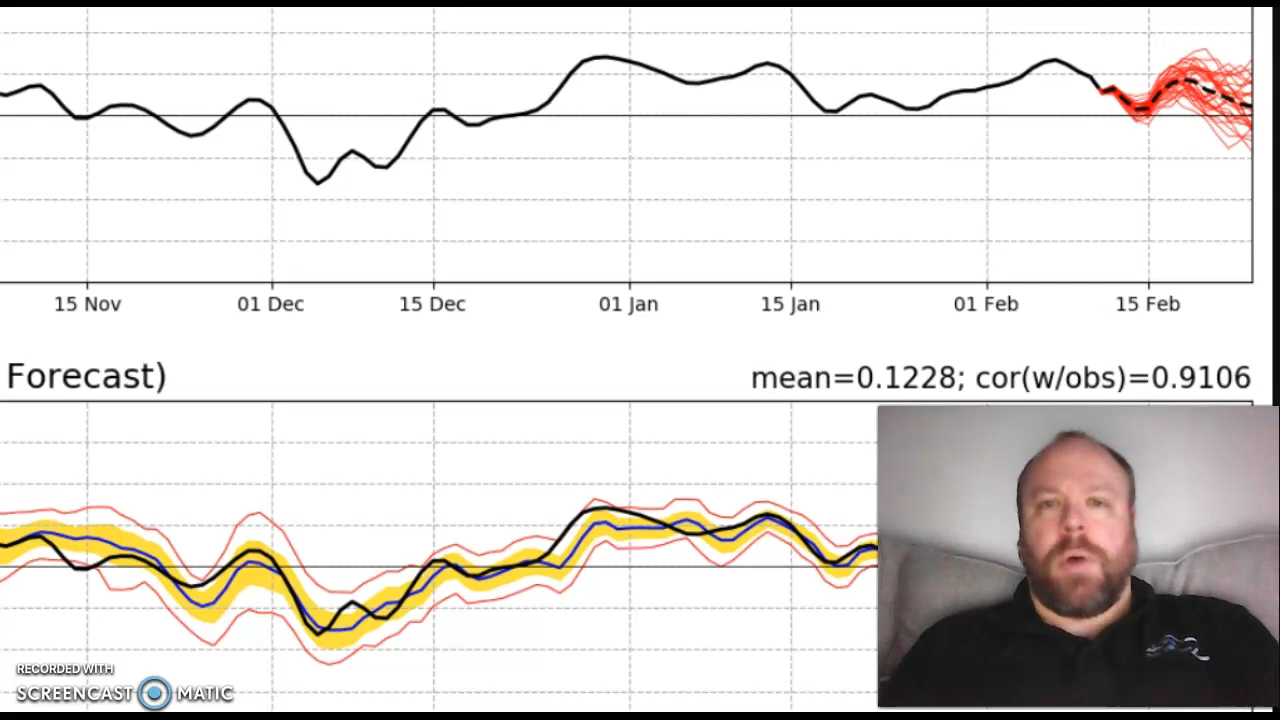 15 Nov 01 Dec 15 Dec 01 Jan 15 Jan 01 Feb 15 Feb
Forecast) mean=0.1228; cor(w/obs)=0.9106
RECORDED WITH
SCREENCAST MATIC